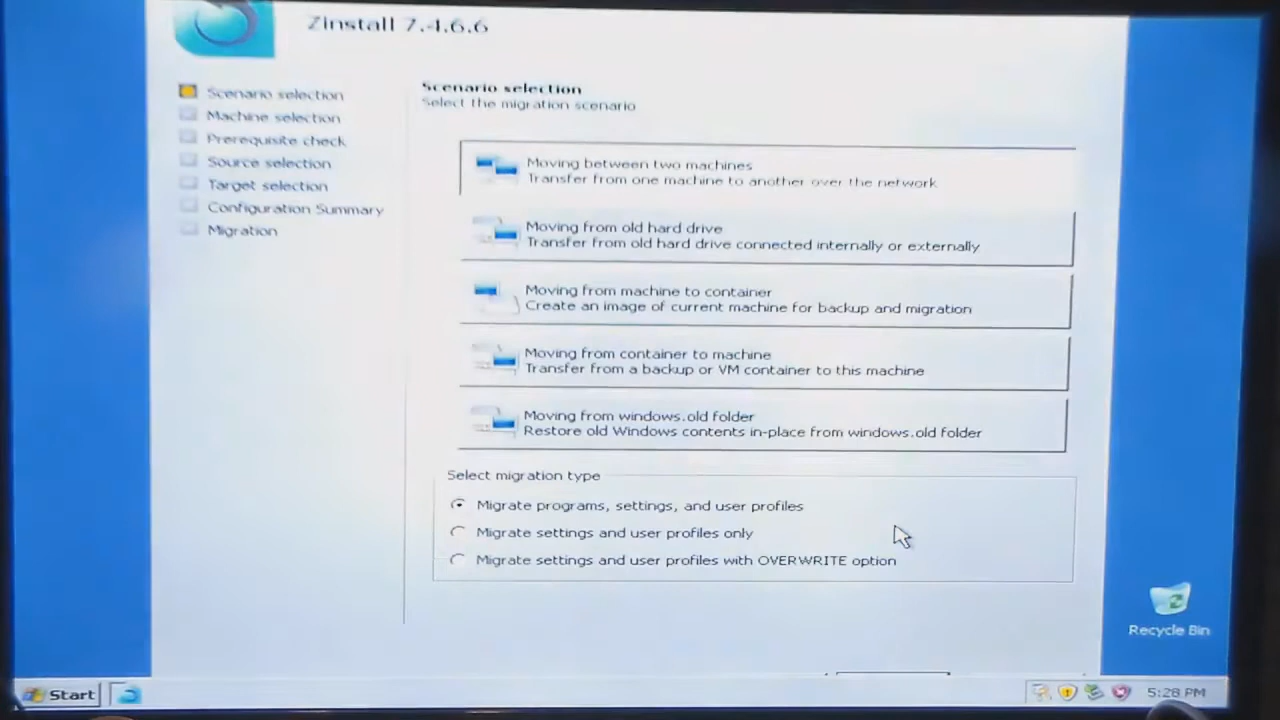 Zinstall 7.4.6.6
Scenario selection
Machine selection
Prerequisite check
Source selection
Target selection
Configuration Summary
Migration
Scenario selection
Select the migration scenario
Moving between two machines
Transfer from one machine to another over the network
Moving from old hard drive
Transfer from old hard drive connected internally or externally
Moving from machine to container
Create an image of current machine for backup and migration
Moving from container to machine
Transfer from a backup or VM container to this machine
Moving from windows.old folder
Restore old Windows contents in-place from windows.old folder
Select migration type
Migrate programs, settings, and user profiles
Migrate settings and user profiles only
Migrate settings and user profiles with OVERWRITE option
Recycle Bin
Start
5:28 PM